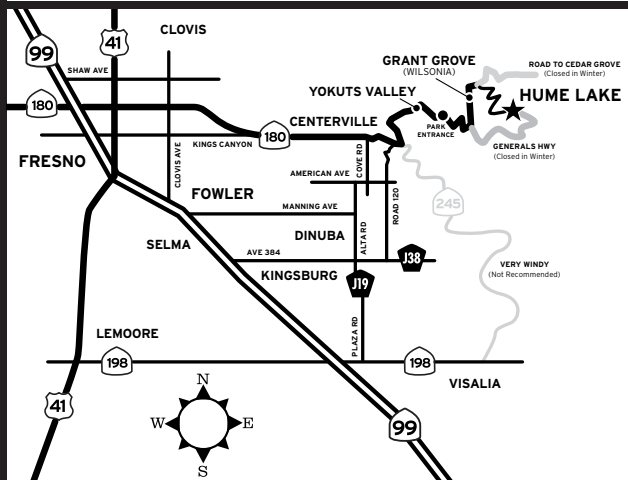 CLOVIS
41
99
SHAW AVE
GRANT GROVE
(WILSONIA)
ROAD TO CEDAR GROVE
(Closed in Winter)
YOKUTS VALLEY
HUME LAKE
180
CENTERVILLE
PARK
ENTRANCE
180
KINGS CANYON
GENERALS HWY
(Closed in Winter)
FRESNO
CLOVIS AVE
COVE RD
AMERICAN AVE
FOWLER
ROAD 120
245
MANNING AVE
ALTA RD
DINUBA
SELMA
AVE 384
J38
KINGSBURG
J19
VERY WINDY
(Not Recommended)
PLAZA RD
LEMOORE
198
198
VISALIA
N
W
E
S
41
99